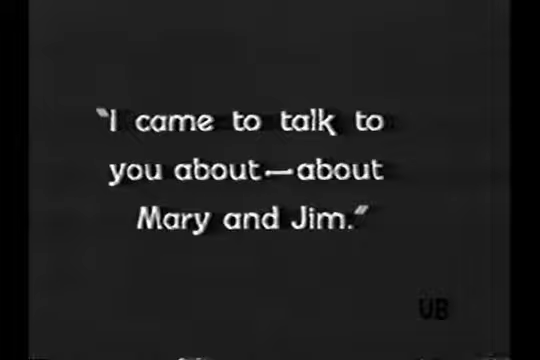 "I came to talk to
you about—about
Mary and Jim."
UB